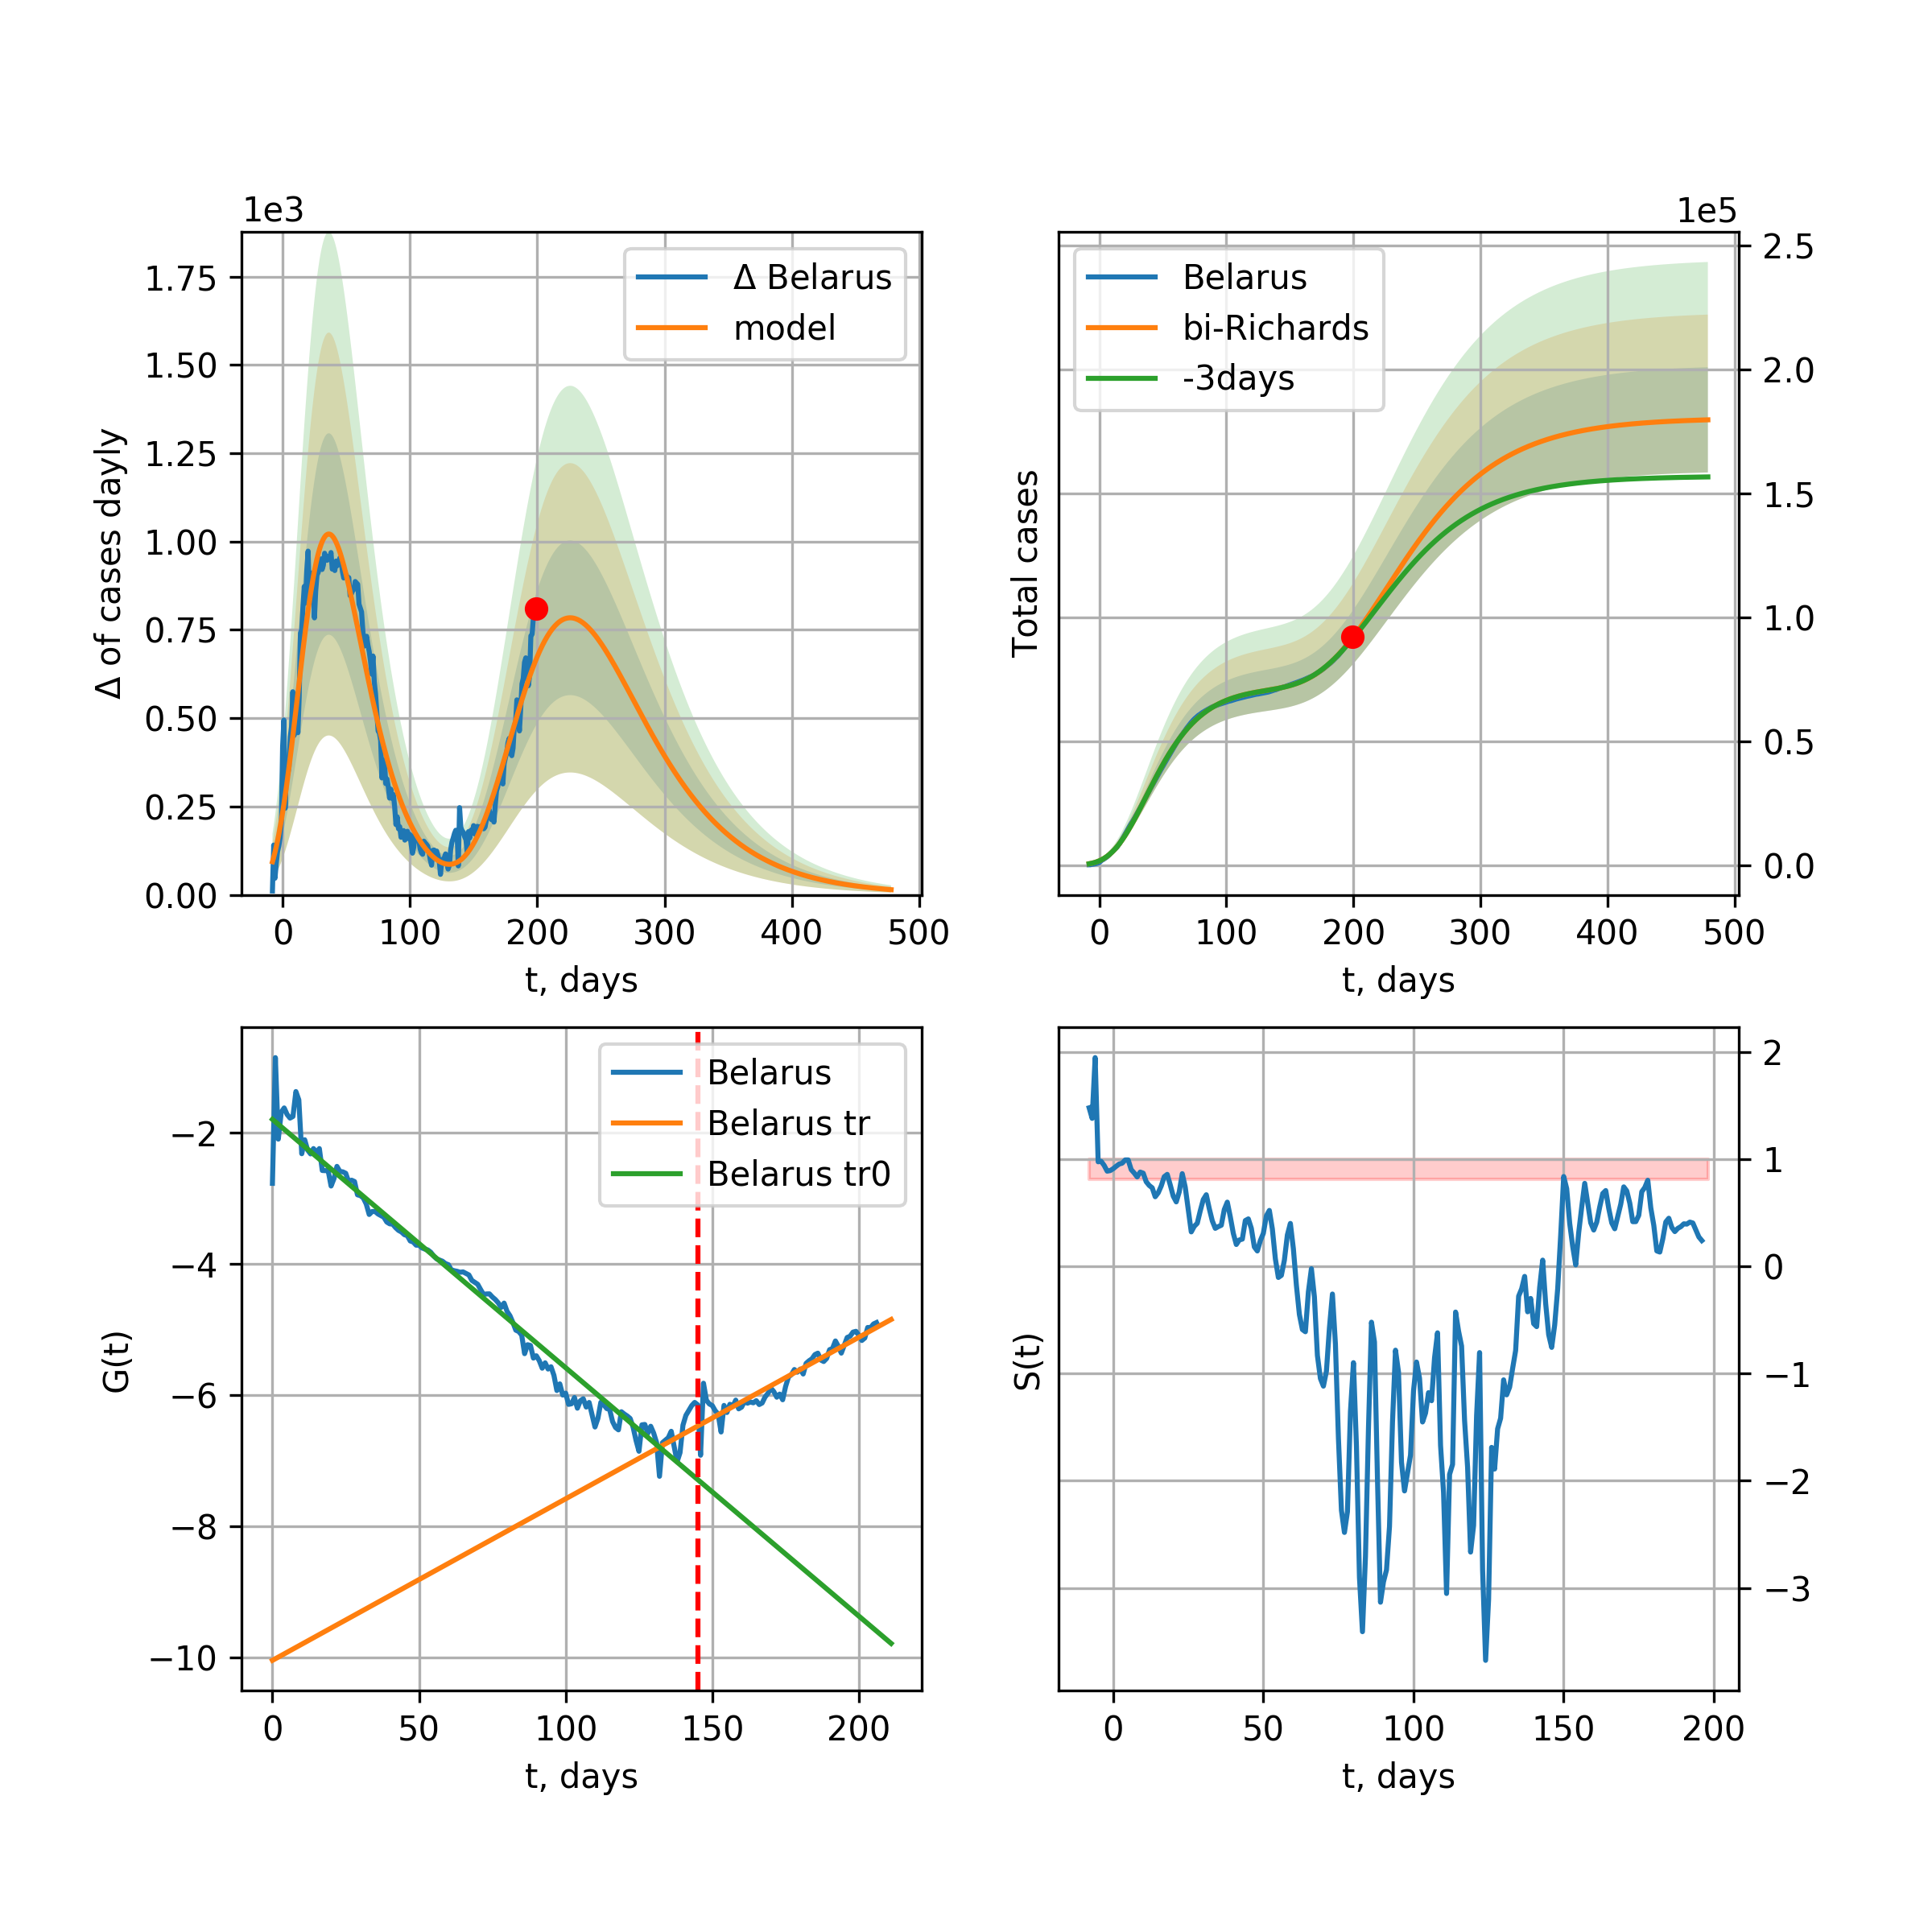 1e3
1.75
1.50
1.25
1.00
0.75
0.50
0.25
0.00
Δ of cases dayly
0 100 200 300 400 500
t, days
Δ Belarus
model
1e5
2.5
2.0
1.5
1.0
0.5
0.0
Total cases
0 100 200 300 400 500
t, days
Belarus
bi-Richards
-3days
−2
−4
−6
−8
−10
G(t)
0 50 100 150 200
t, days
Belarus
Belarus tr
Belarus tr0
2
1
0
−1
−2
−3
S(t)
0 50 100 150 200
t, days